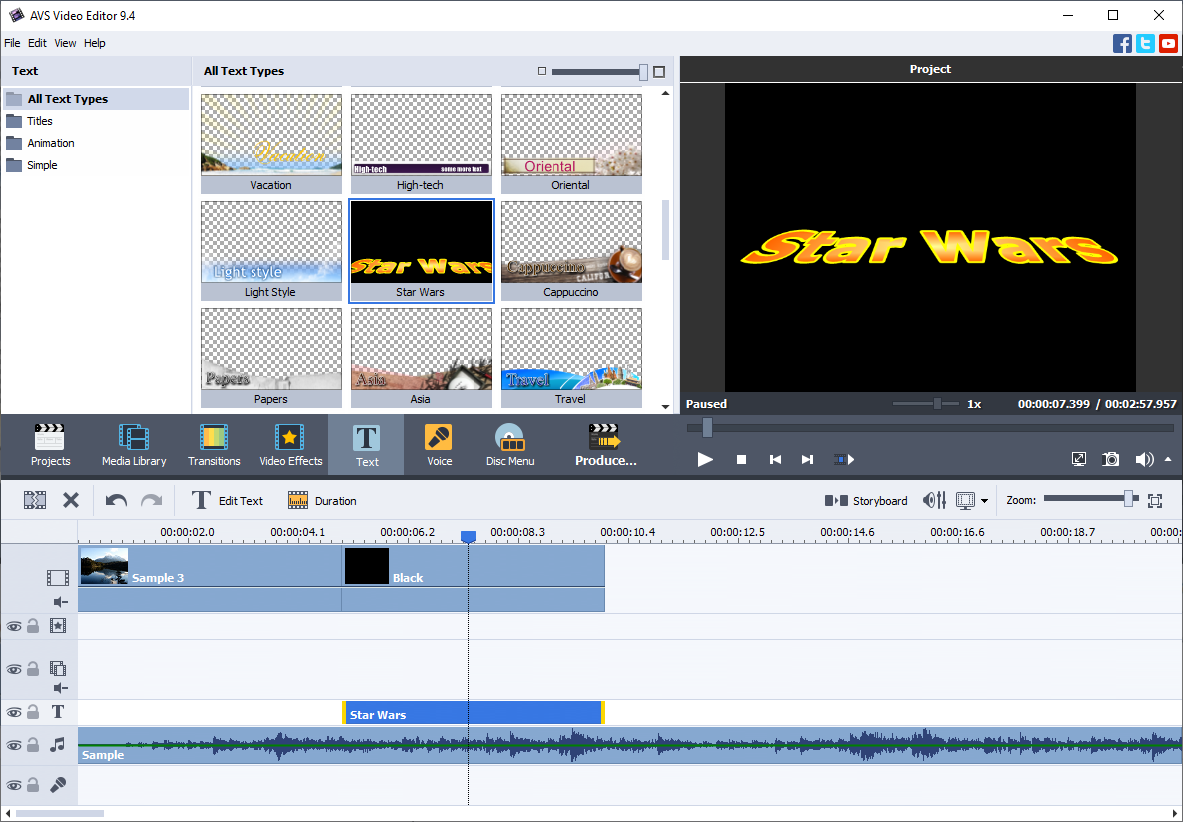 AVS Video Editor 9.4
File Edit View Help
Text
All Text Types
Titles
Animation
Simple
All Text Types
Vacation
High-tech
some more text
Oriental
Vacation
High-tech
Oriental
Light style
Star Wars
Cappuccino
CALIFOR
Light Style
Star Wars
Cappuccino
Papers
Asia
Travel
Papers
Asia
Travel
Project
Star Wars
Paused
1x
00:00:07.399 / 00:02:57.957
Projects
Media Library
Transitions
Video Effects
T
Text
Voice
Disc Menu
Produce...
T Edit Text
Duration
Storyboard
Zoom:
00:00:02.0
00:00:04.1
00:00:06.2
00:00:08.3
00:00:10.4
00:00:12.5
00:00:14.6
00:00:16.6
00:00:18.7
00:00:
Sample 3
Black
T
Star Wars
Sample